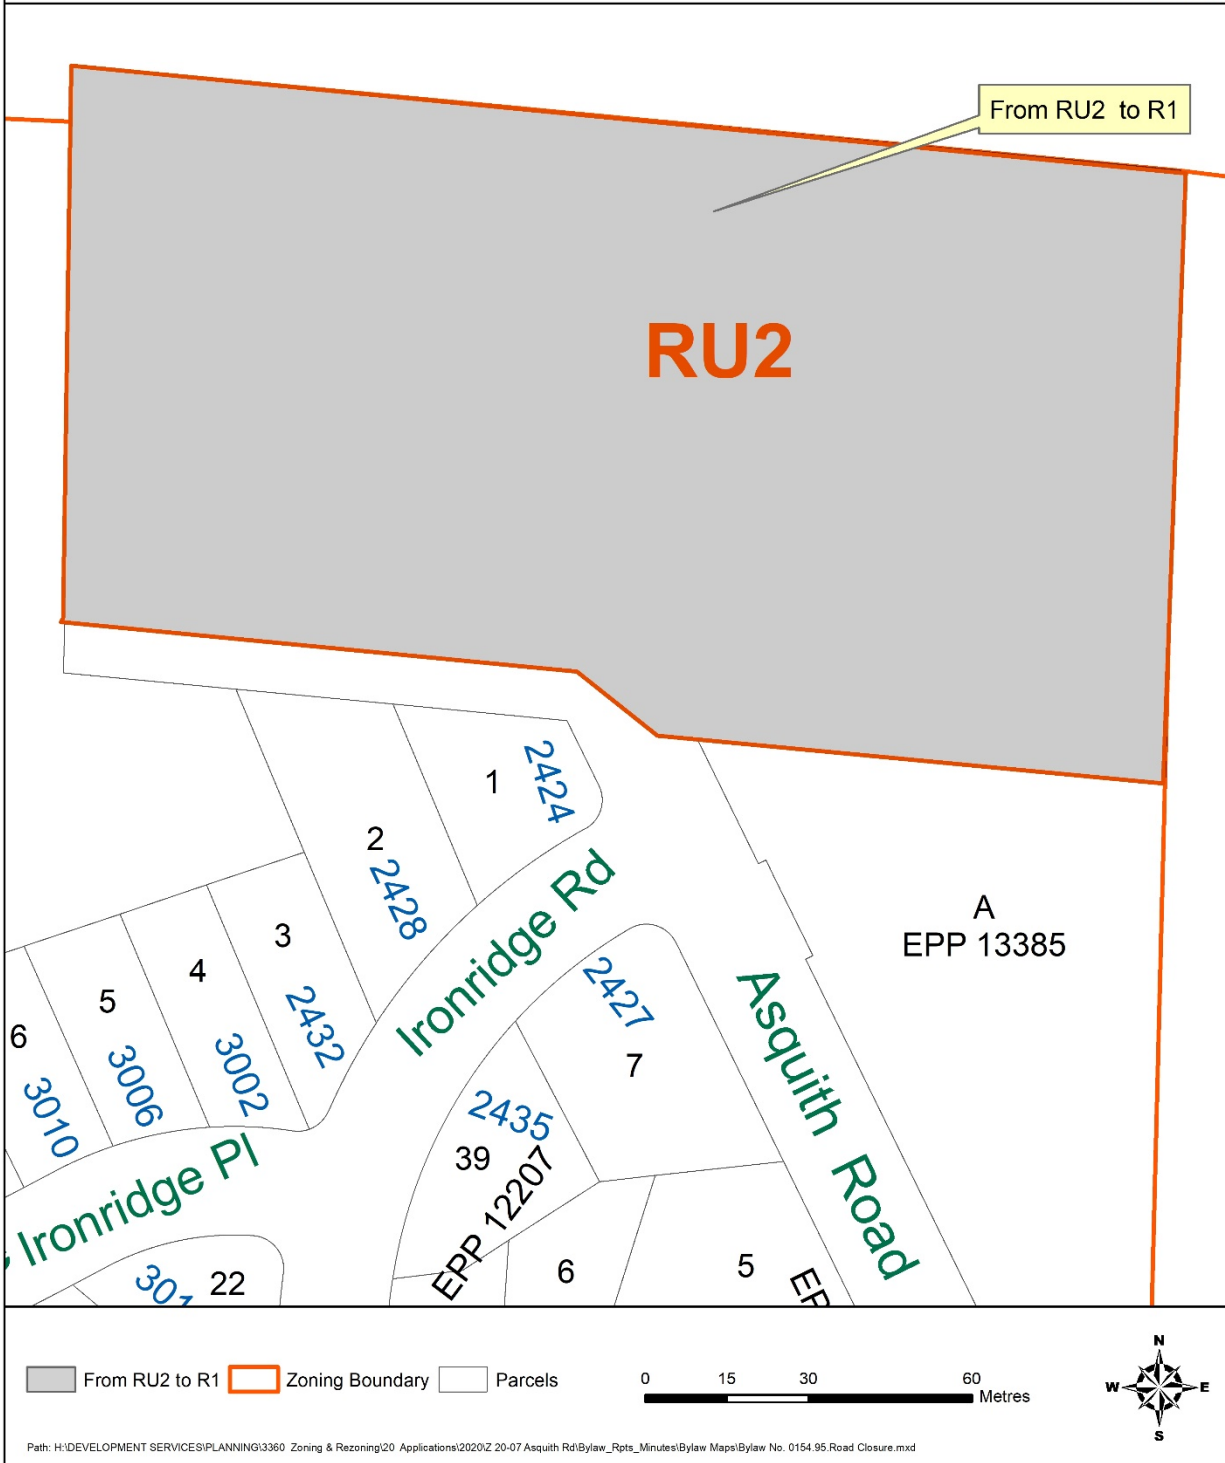 From RU2 to R1
RU2
1
2424
2
2428
3
2432
4
3002
5
3006
6
3010
Ironridge Rd
A
EPP 13385
2427
7
Asquith Road
2435
39
EPP 12207
Ironridge Pl
22
6
5
From RU2 to R1
Zoning Boundary
Parcels
0 15 30 60
Metres
N
W E
S
Path: H:\DEVELOPMENT SERVICES\PLANNING\3360 Zoning & Rezoning\20 Applications\2020\Z 20-07 Asquith Rd\Bylaw_Rpts_Minutes\Bylaw Maps\Bylaw No. 0154.95.Road Closure.mxd